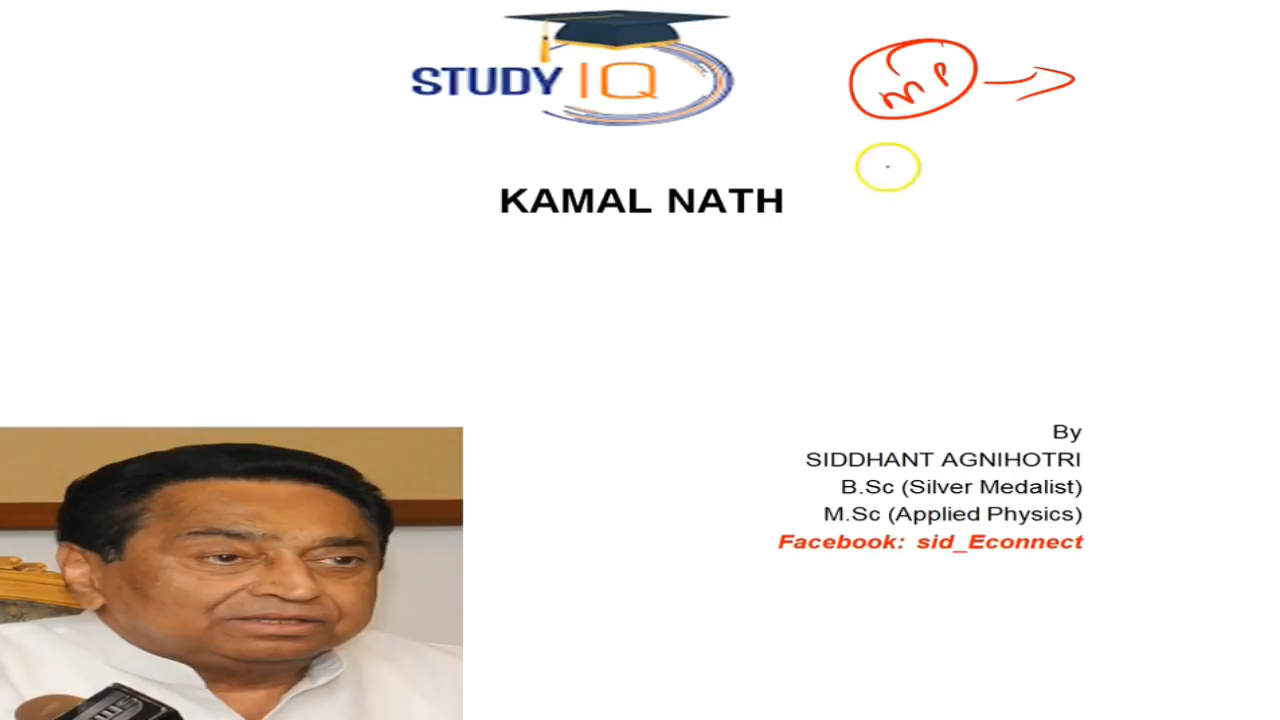 STUDY IQ
MP
KAMAL NATH
By
SIDDHANT AGNIHOTRI
B.Sc (Silver Medalist)
M.Sc (Applied Physics)
Facebook: sid_Econnect